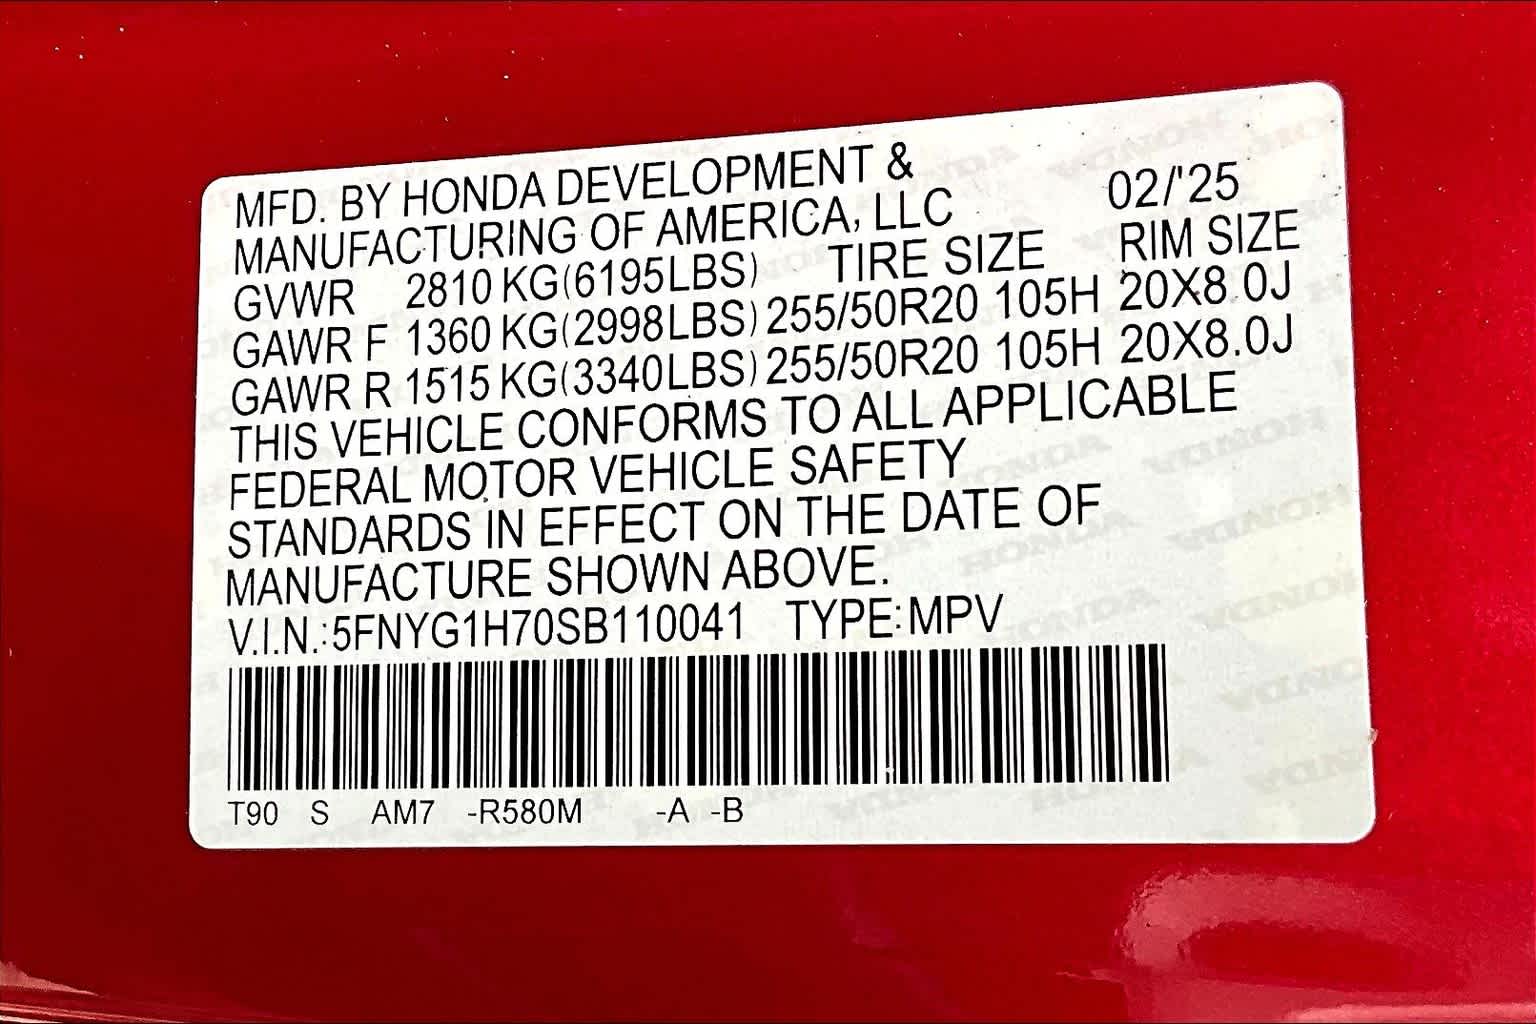 MFD. BY HONDA DEVELOPMENT &
MANUFACTURING OF AMERICA, LLC 02/'25
GVWR 2810 KG(6195LBS) TIRE SIZE RIM SIZE
GAWR F 1360 KG(2998LBS) 255/50R20 105H 20X8.0J
GAWR R 1515 KG(3340LBS) 255/50R20 105H 20X8.0J
THIS VEHICLE CONFORMS TO ALL APPLICABLE
FEDERAL MOTOR VEHICLE SAFETY
STANDARDS IN EFFECT ON THE DATE OF
MANUFACTURE SHOWN ABOVE.
V.I.N.:5FNYG1H70SB110041 TYPE:MPV
T90 S AM7 -R580M -A -B